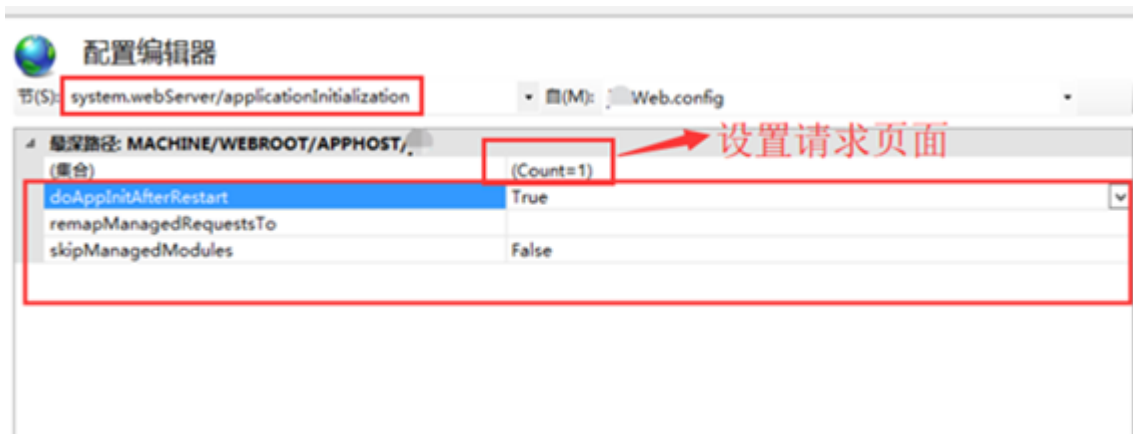 配置编辑器
节(S): system.webServer/applicationInitialization 自(M): Web.config
最深路径: MACHINE/WEBROOT/APPHOST/
设置请求页面
(集合) (Count=1)
doAppInitAfterRestart True
remapManagedRequestsTo
skipManagedModules False